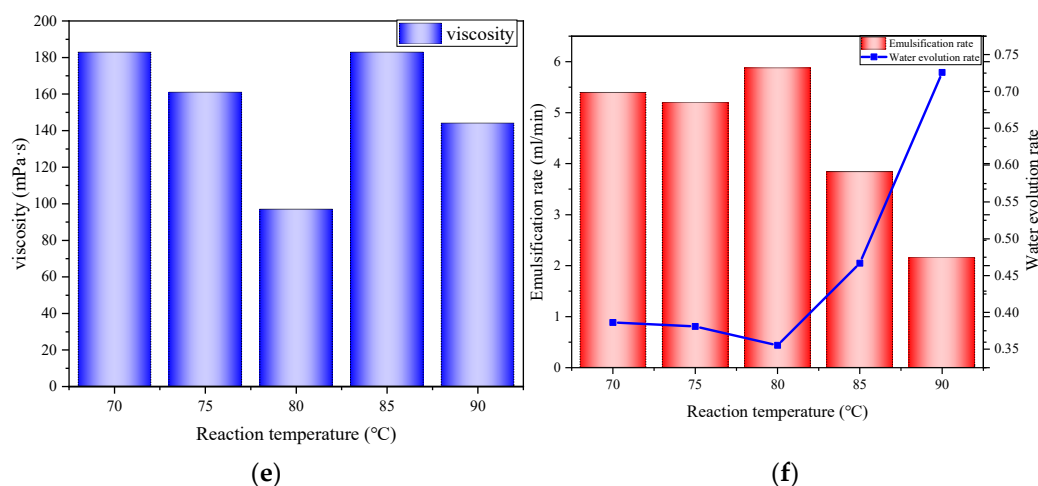 viscosity
200
180
160
140
120
100
80
60
40
20
0
viscosity (mPa·s)
70 75 80 85 90
Reaction temperature (℃)
(e)
Emulsification rate
Water evolution rate
6
5
4
3
2
1
0
Emulsification rate (ml/min)
0.75
0.70
0.65
0.60
0.55
0.50
0.45
0.40
0.35
Water evolution rate
70 75 80 85 90
Reaction temperature (℃)
(f)